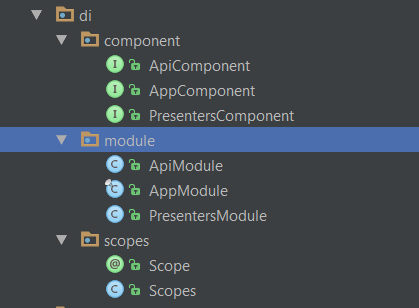 di
component
I ApiComponent
I AppComponent
I PresentersComponent
module
C ApiModule
C AppModule
C PresentersModule
scopes
@ Scope
C Scopes